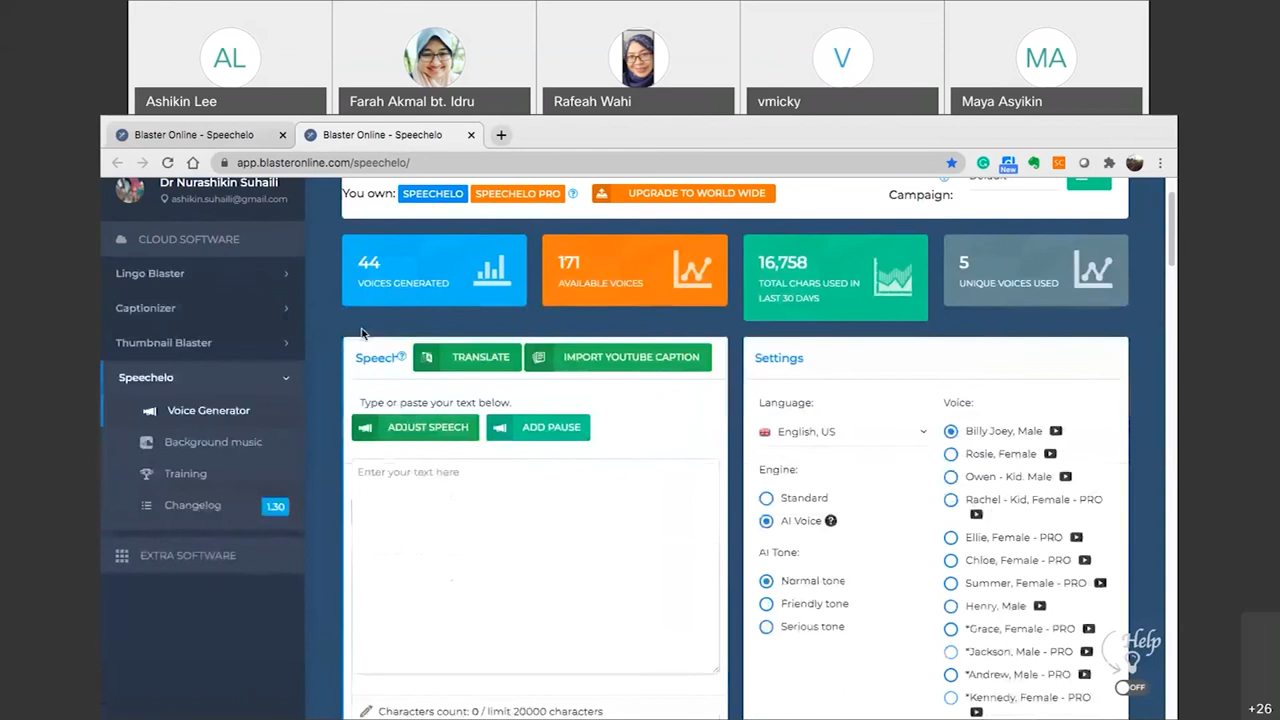 AL
V
MA
Ashikin Lee
Farah Akmal bt. Idru
Rafeah Wahi
vmicky
Maya Asyikin
Blaster Online - Speechelo
Blaster Online - Speechelo
app.blasteronline.com/speechelo/
New
SC
Dr Nurashikin Suhaili
ashikin.suhaili@gmail.com
CLOUD SOFTWARE
Lingo Blaster
Captionizer
Thumbnail Blaster
Speechelo
Voice Generator
Background music
Training
Changelog
1.30
EXTRA SOFTWARE
You own: SPEECHELO SPEECHELO PRO
UPGRADE TO WORLD WIDE
Default
Campaign:
44
VOICES GENERATED
171
AVAILABLE VOICES
16,758
TOTAL CHARS USED IN
LAST 30 DAYS
5
UNIQUE VOICES USED
Speech
TRANSLATE
IMPORT YOUTUBE CAPTION
Type or paste your text below.
ADJUST SPEECH
ADD PAUSE
Enter your text here
Characters count: 0 / limit 20000 characters
Settings
Language:
English, US
Engine:
Standard
AI Voice
AI Tone:
Normal tone
Friendly tone
Serious tone
Voice:
Billy Joey, Male
Rosie, Female
Owen - Kid, Male
Rachel - Kid, Female - PRO
Ellie, Female - PRO
Chloe, Female - PRO
Summer, Female - PRO
Henry, Male
*Grace, Female - PRO
*Jackson, Male - PRO
*Andrew, Male - PRO
*Kennedy, Female - PRO
Help
OFF
+26